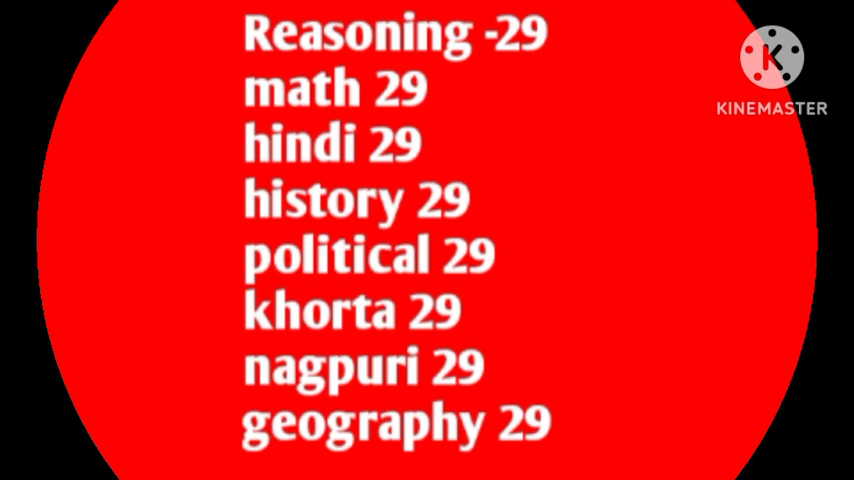 Reasoning -29
math 29
hindi 29
history 29
political 29
khorta 29
nagpuri 29
geography 29
KINEMASTER